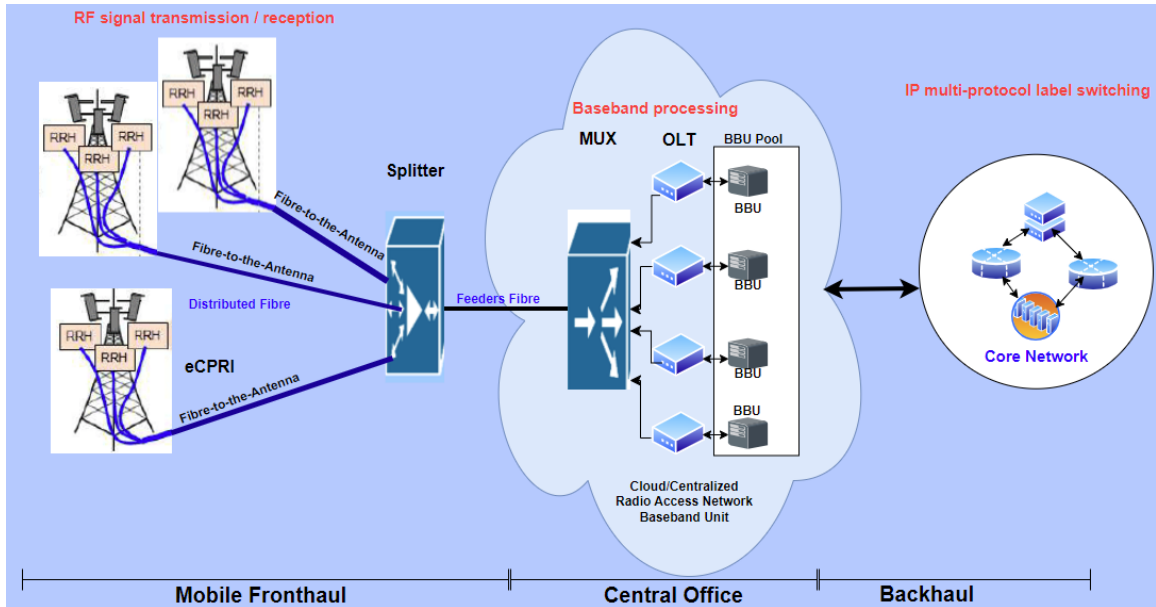 RF signal transmission / reception
RRH
RRH
RRH
RRH
RRH
RRH
Fibre-to-the-Antenna
Fibre-to-the-Antenna
Distributed Fibre
RRH
RRH
RRH
eCPRI
Fibre-to-the-Antenna
Splitter
Feeders Fibre
Baseband processing
MUX
OLT
BBU Pool
BBU
BBU
BBU
BBU
Cloud/Centralized
Radio Access Network
Baseband Unit
IP multi-protocol label switching
Core Network
Mobile Fronthaul
Central Office
Backhaul